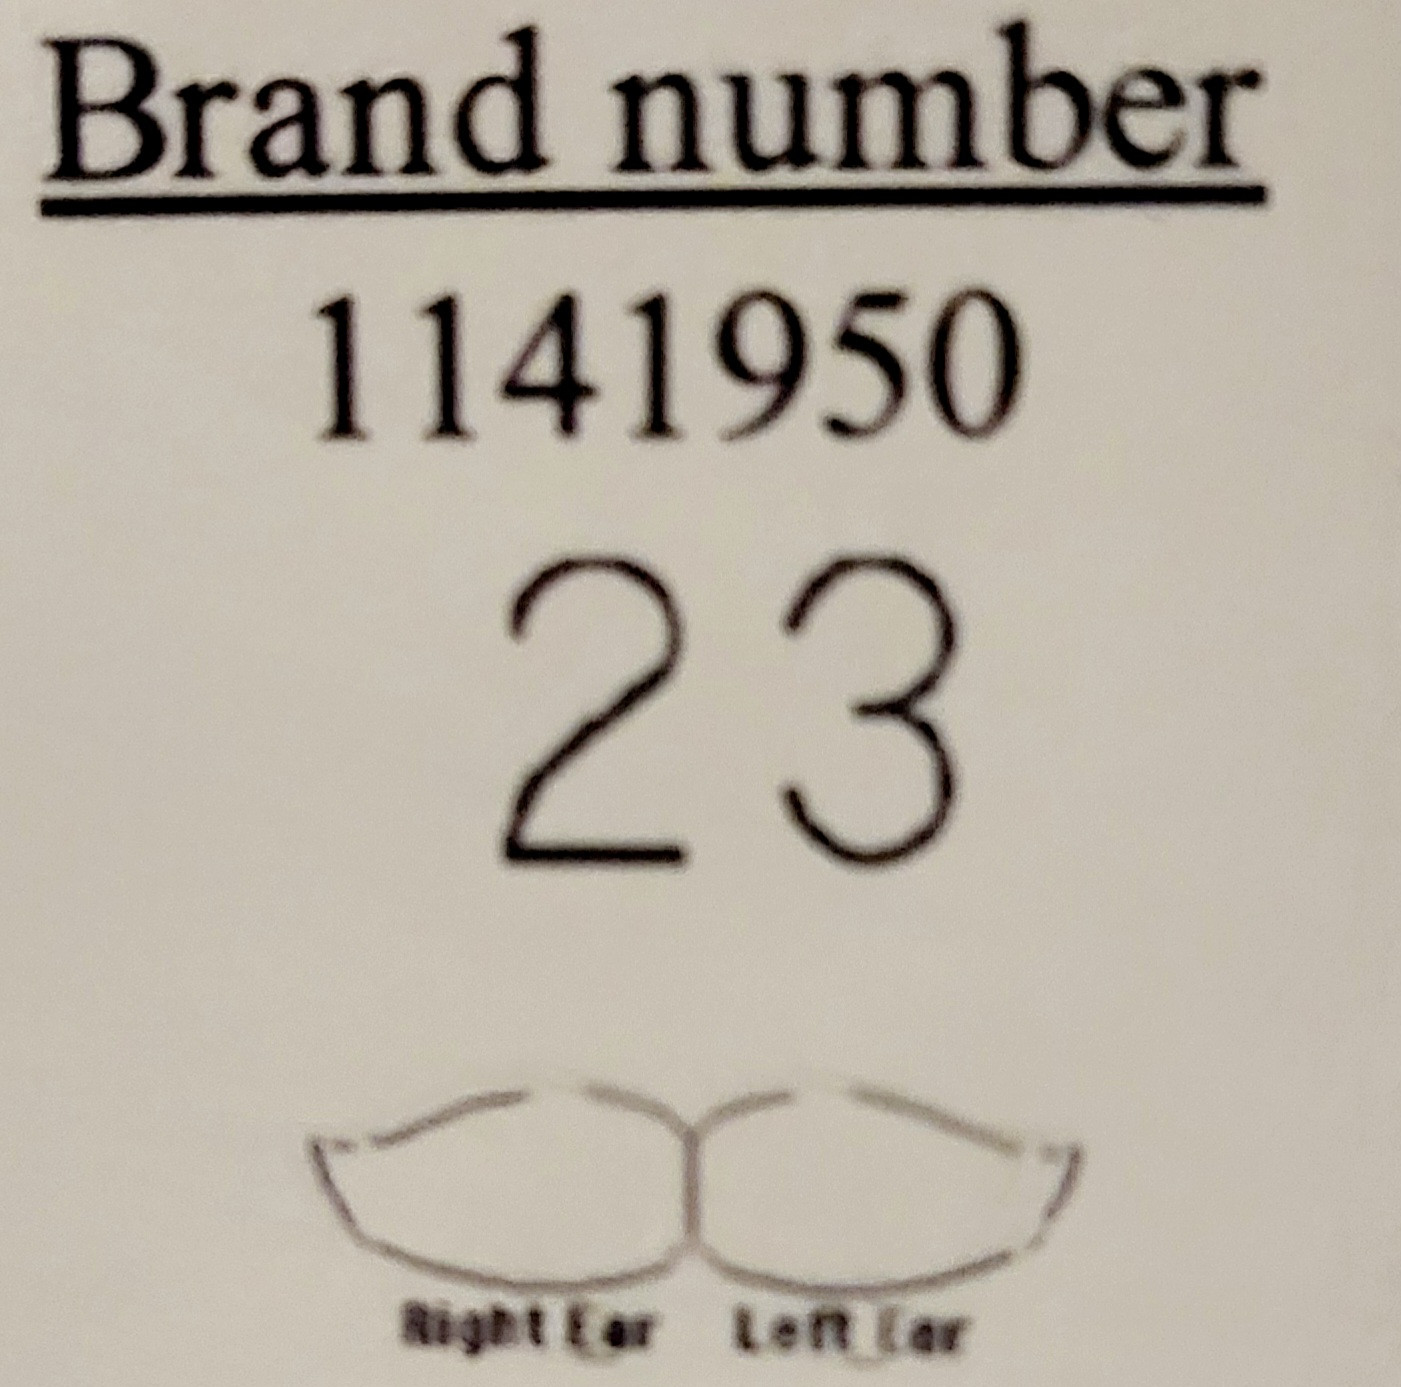 Brand number
1141950
23
Right Ear Left Ear